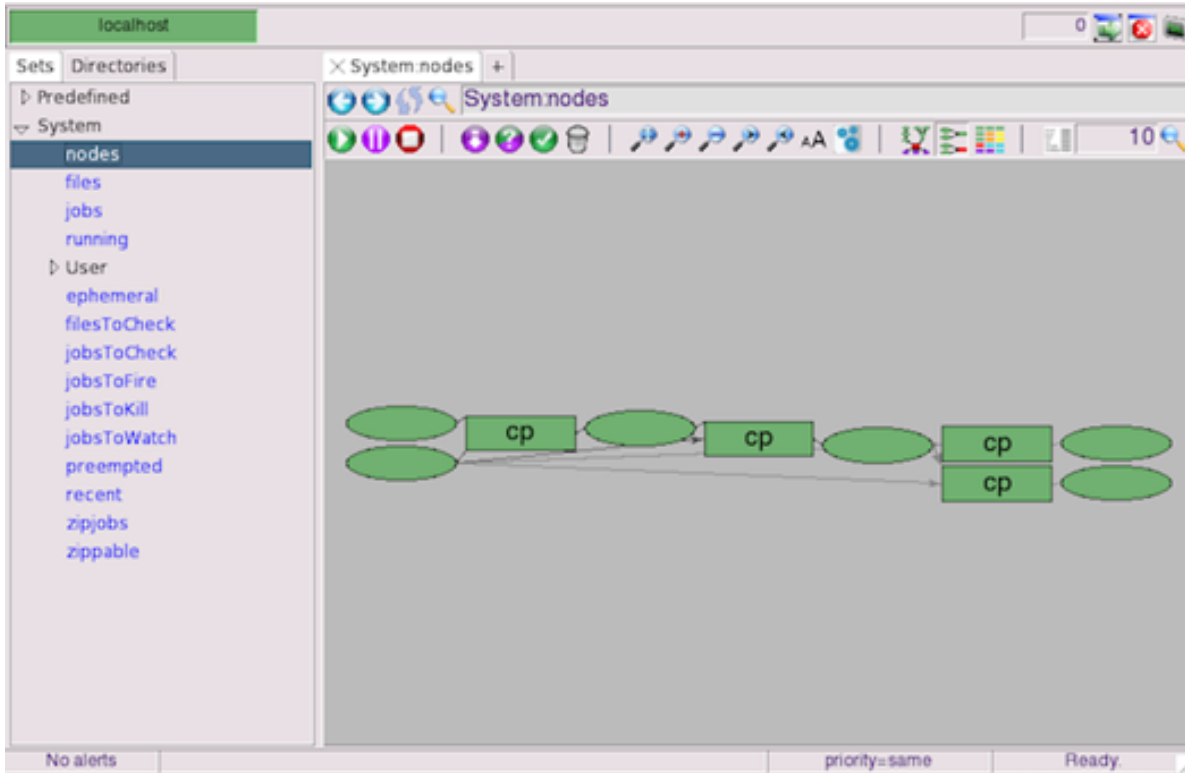 localhost
0
Sets Directories
System:nodes +
Predefined
System:nodes
System
10
nodes
files
jobs
running
User
ephemeral
filesToCheck
jobsToCheck
jobsToFire
jobsToKill
jobsToWatch
preempted
recent
zipjobs
zippable
cp
cp
cp
cp
No alerts
priority=same
Ready.